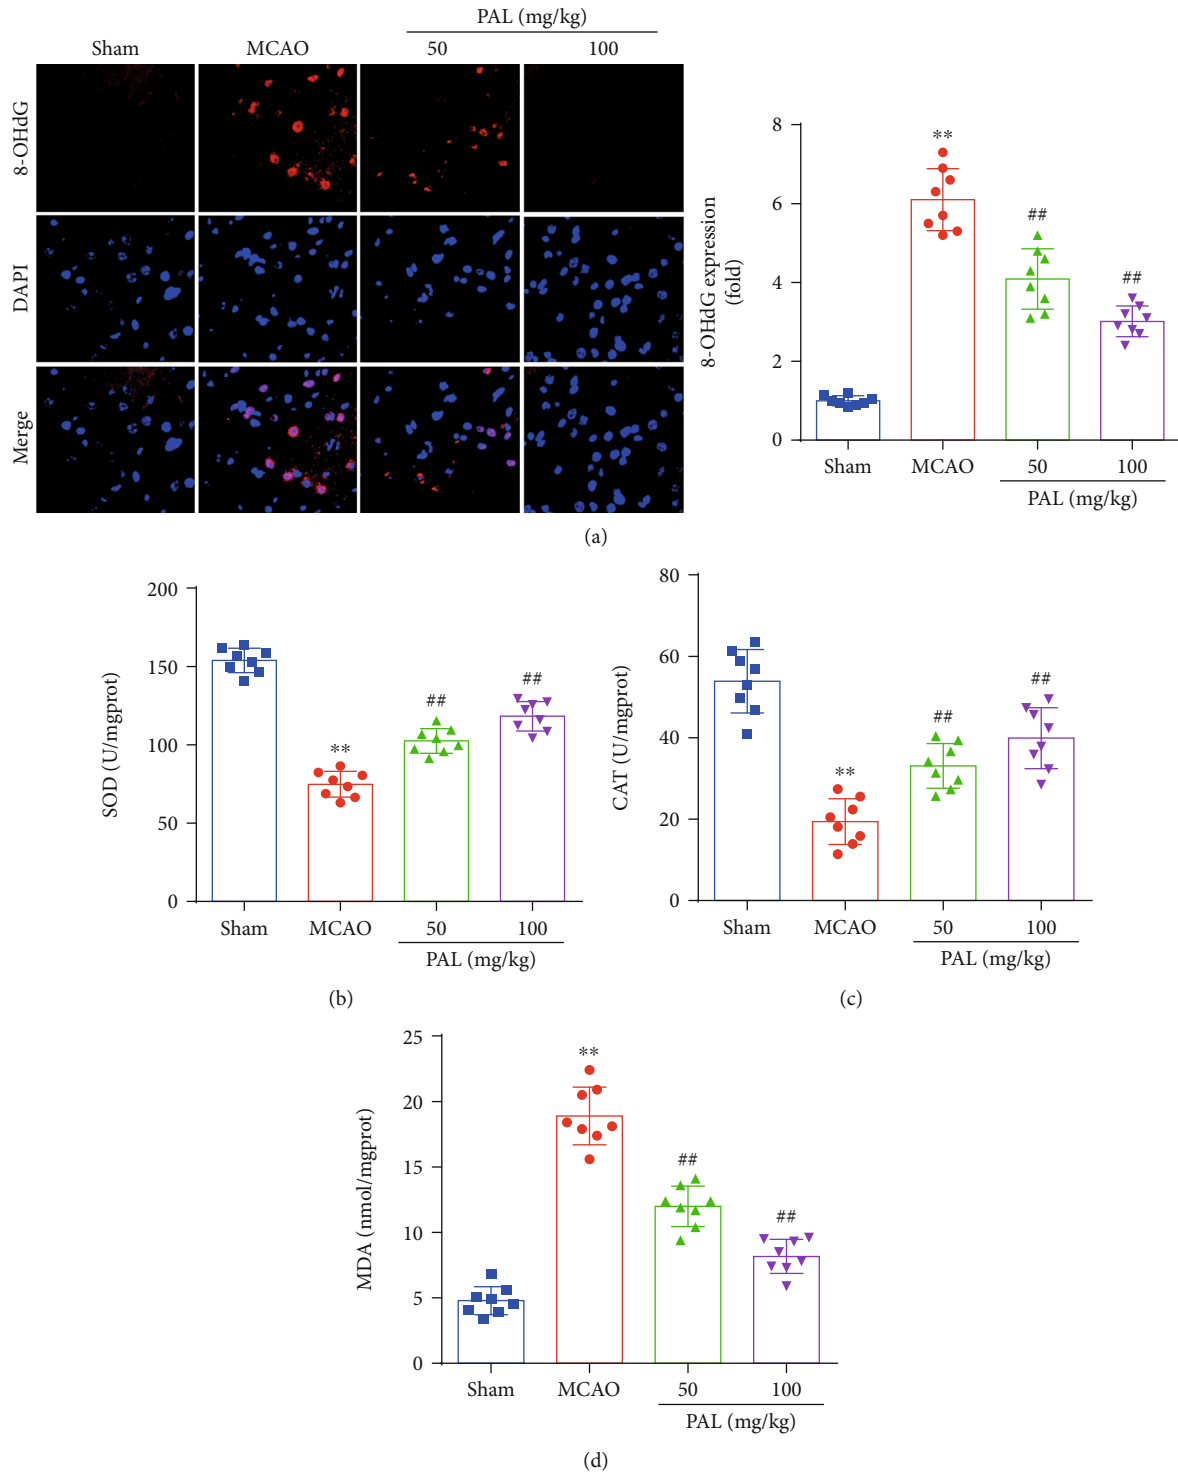 PAL (mg/kg)
Sham MCAO 50 100
8-OHdG
DAPI
Merge
8-OHdG expression
(fold)
8
6
4
2
0
**
##
##
Sham MCAO 50 100
PAL (mg/kg)
(a)
SOD (U/mgprot)
200
150
100
50
0
**
##
##
Sham MCAO 50 100
PAL (mg/kg)
(b)
CAT (U/mgprot)
80
60
40
20
0
**
##
##
Sham MCAO 50 100
PAL (mg/kg)
(c)
MDA (nmol/mgprot)
25
20
15
10
5
0
**
##
##
Sham MCAO 50 100
PAL (mg/kg)
(d)